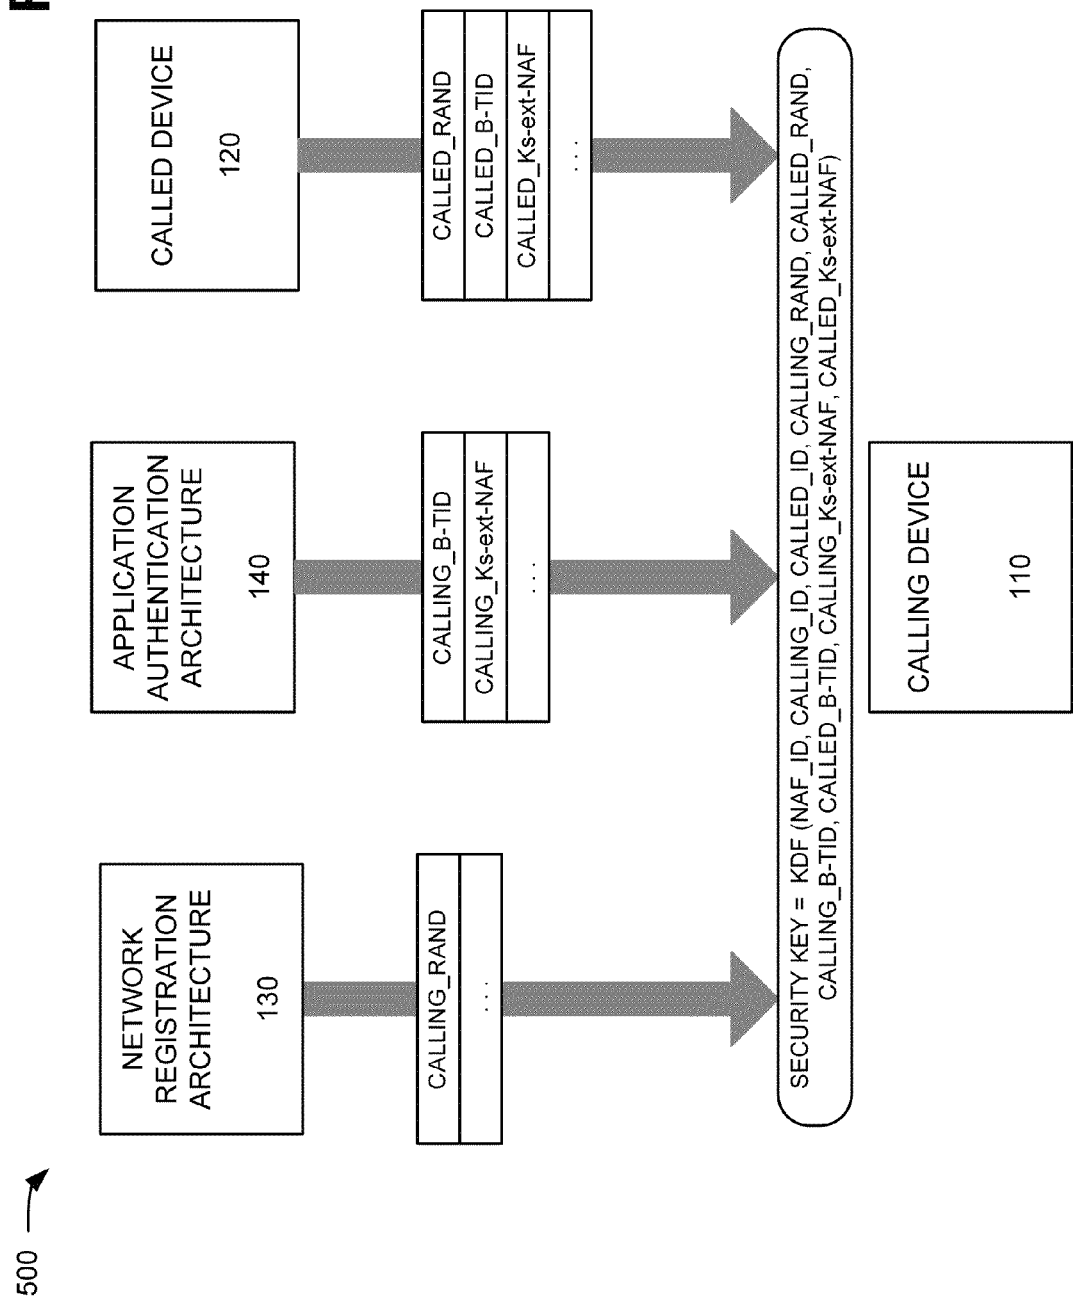 500
NETWORK
REGISTRATION
ARCHITECTURE
130
APPLICATION
AUTHENTICATION
ARCHITECTURE
140
CALLED DEVICE
120
CALLING_RAND
. . .
CALLING_B-TID
CALLING_Ks-ext-NAF
. . .
CALLED_RAND
CALLED_B-TID
CALLED_Ks-ext-NAF
. . .
SECURITY KEY = KDF (NAF_ID, CALLING_ID, CALLED_ID, CALLING_RAND, CALLED_RAND,
CALLING_B-TID, CALLED_B-TID, CALLING_Ks-ext-NAF, CALLED_Ks-ext-NAF)
CALLING DEVICE
110